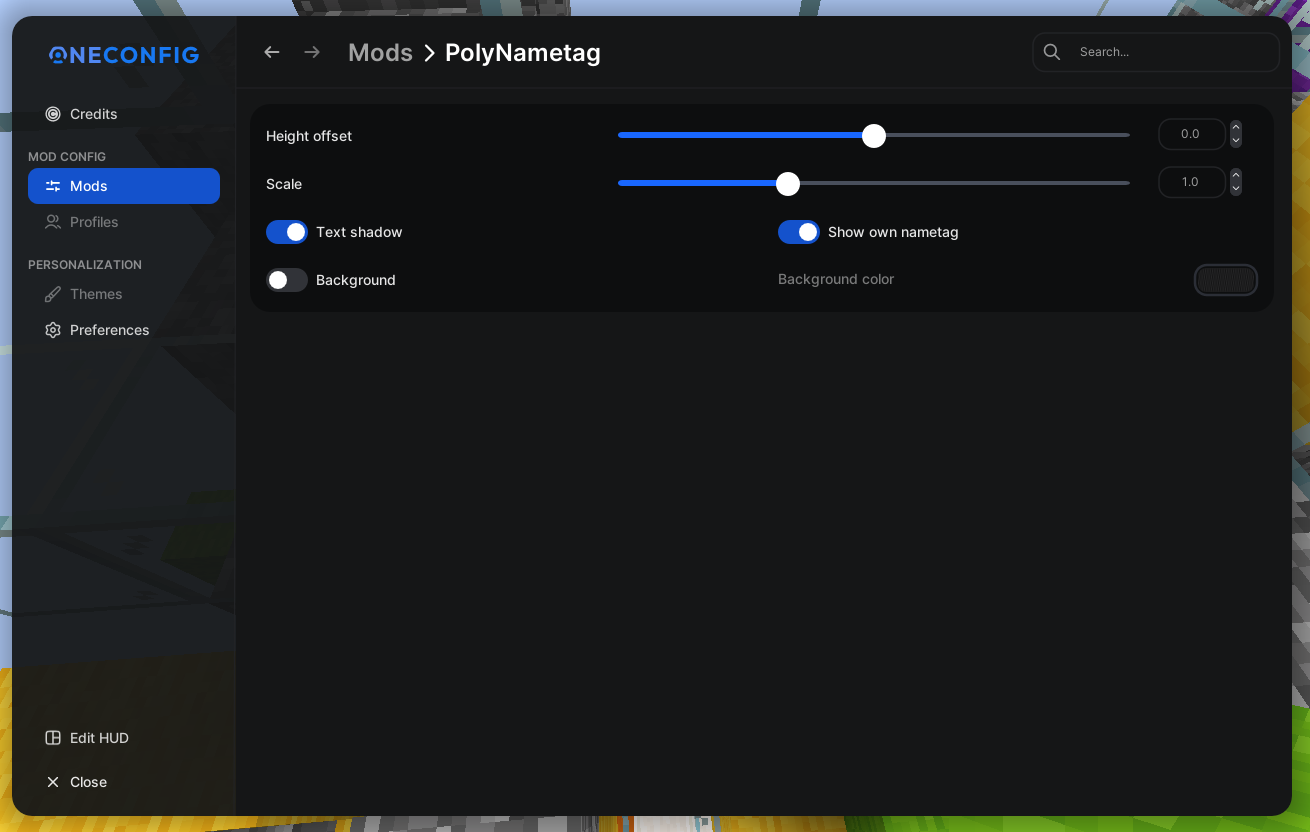 ONECONFIG
Mods > PolyNametag
Search...
Credits
MOD CONFIG
Mods
Profiles
PERSONALIZATION
Themes
Preferences
Edit HUD
Close
Height offset
0.0
Scale
1.0
Text shadow
Show own nametag
Background
Background color